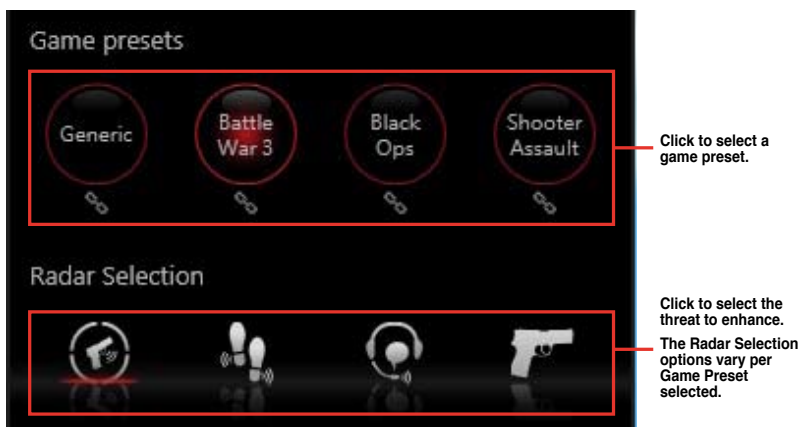 Game presets
Generic
Battle
War 3
Black
Ops
Shooter
Assault
Click to select a
game preset.
Radar Selection
Click to select the
threat to enhance.
The Radar Selection
options vary per
Game Preset
selected.